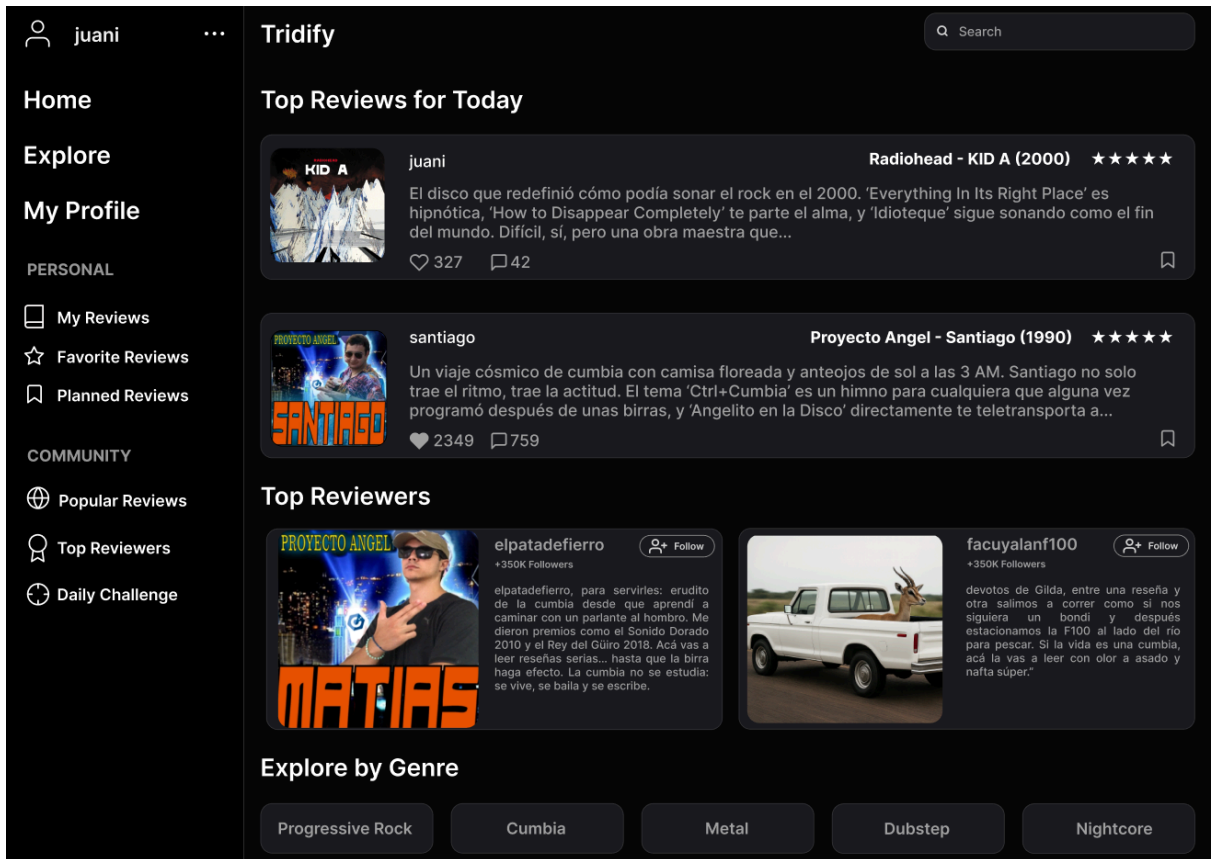 juani
Tridify
Search
Home
Explore
My Profile
PERSONAL
My Reviews
Favorite Reviews
Planned Reviews
COMMUNITY
Popular Reviews
Top Reviewers
Daily Challenge
Top Reviews for Today
KID A
juani
Radiohead - KID A (2000) ★★★★★
El disco que redefinió cómo podía sonar el rock en el 2000. ‘Everything In Its Right Place’ es
hipnótica, ‘How to Disappear Completely’ te parte el alma, y ‘Idioteque’ sigue sonando como el fin
del mundo. Difícil, sí, pero una obra maestra que...
327 42
PROYECTO ANGEL
SANTIAGO
santiago
Proyecto Angel - Santiago (1990) ★★★★★
Un viaje cósmico de cumbia con camisa floreada y anteojos de sol a las 3 AM. Santiago no solo
trae el ritmo, trae la actitud. El tema ‘Ctrl+Cumbia’ es un himno para cualquiera que alguna vez
programó después de unas birras, y ‘Angelito en la Disco’ directamente te teletransporta a...
2349 759
Top Reviewers
PROYECTO ANGEL
MATIAS
elpatadefierro
Follow
+350K Followers
elpatadefierro, para servirles: erudito
de la cumbia desde que aprendí a
caminar con un parlante al hombro. Me
dieron premios como el Sonido Dorado
2010 y el Rey del Güiro 2018. Acá vas a
leer reseñas serias... hasta que la birra
haga efecto. La cumbia no se estudia:
se vive, se baila y se escribe.
facuyalanf100
Follow
+350K Followers
devotos de Gilda, entre una reseña y
otra salimos a correr como si nos
siguiera un bondi y después
estacionamos la F100 al lado del río
para pescar. Si la vida es una cumbia,
acá la vas a leer con olor a asado y
nafta súper.”
Explore by Genre
Progressive Rock
Cumbia
Metal
Dubstep
Nightcore